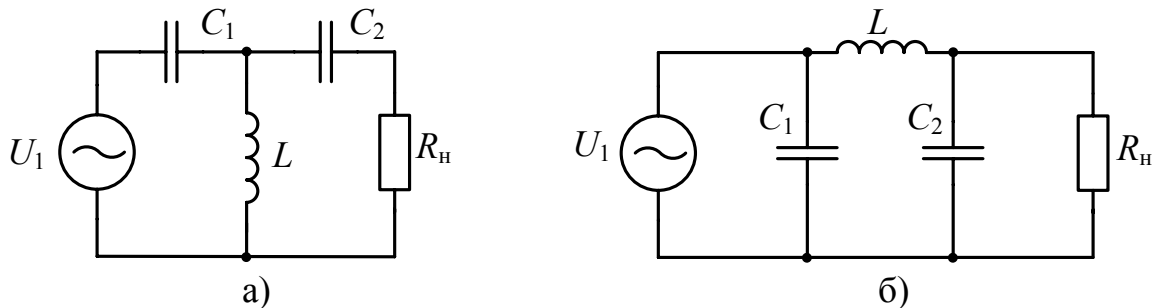 C₁ C₂
U₁ L Rн
а)
L
C₁ C₂
U₁ Rн
б)